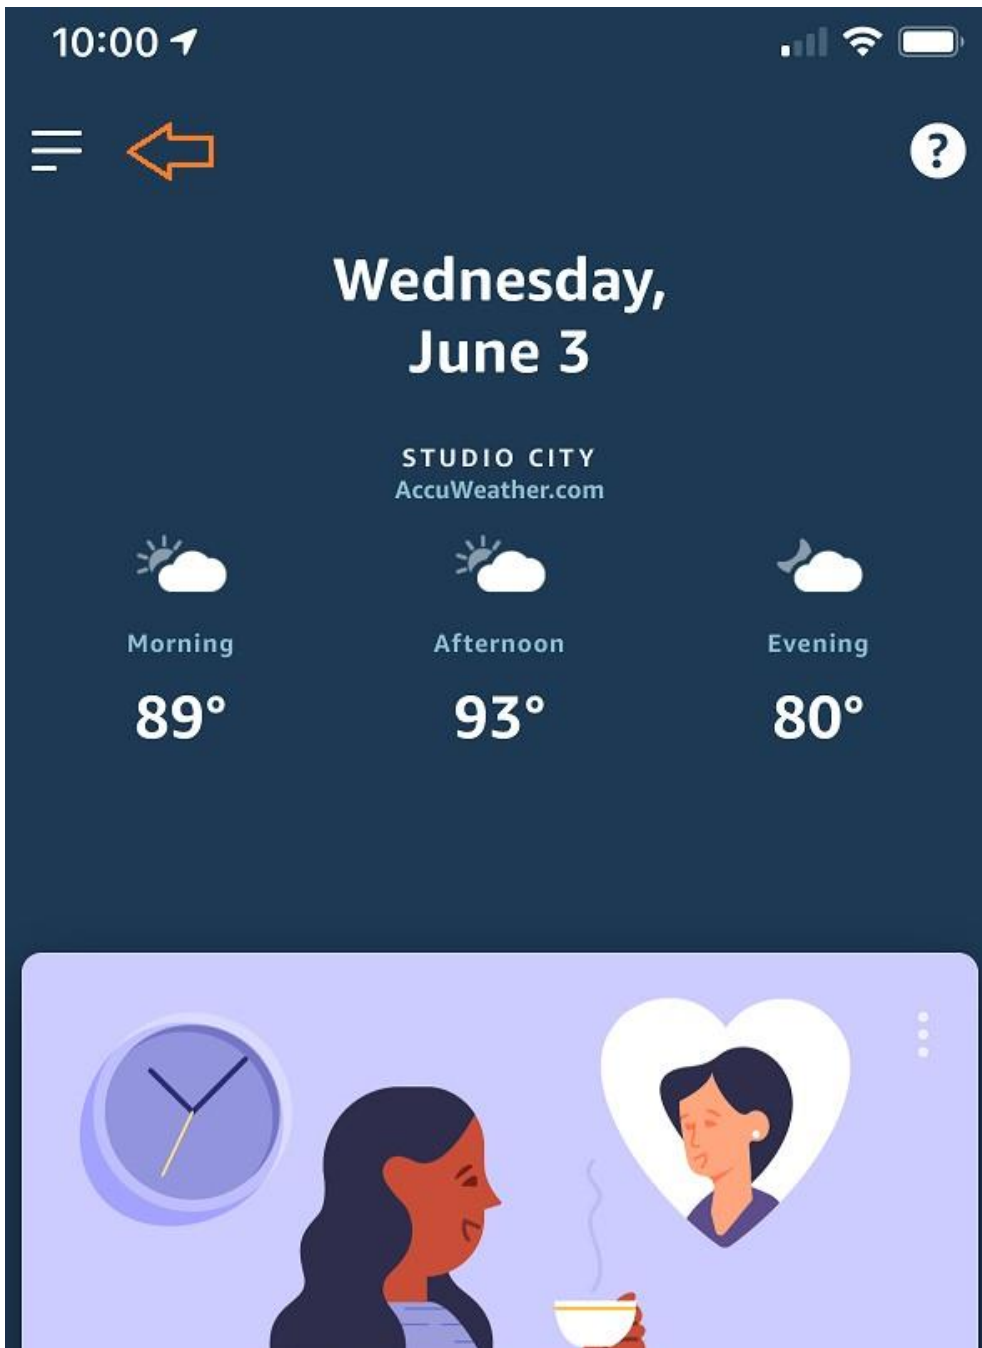 10:00
?
Wednesday,
June 3
STUDIO CITY
AccuWeather.com
Morning Afternoon Evening
89° 93° 80°